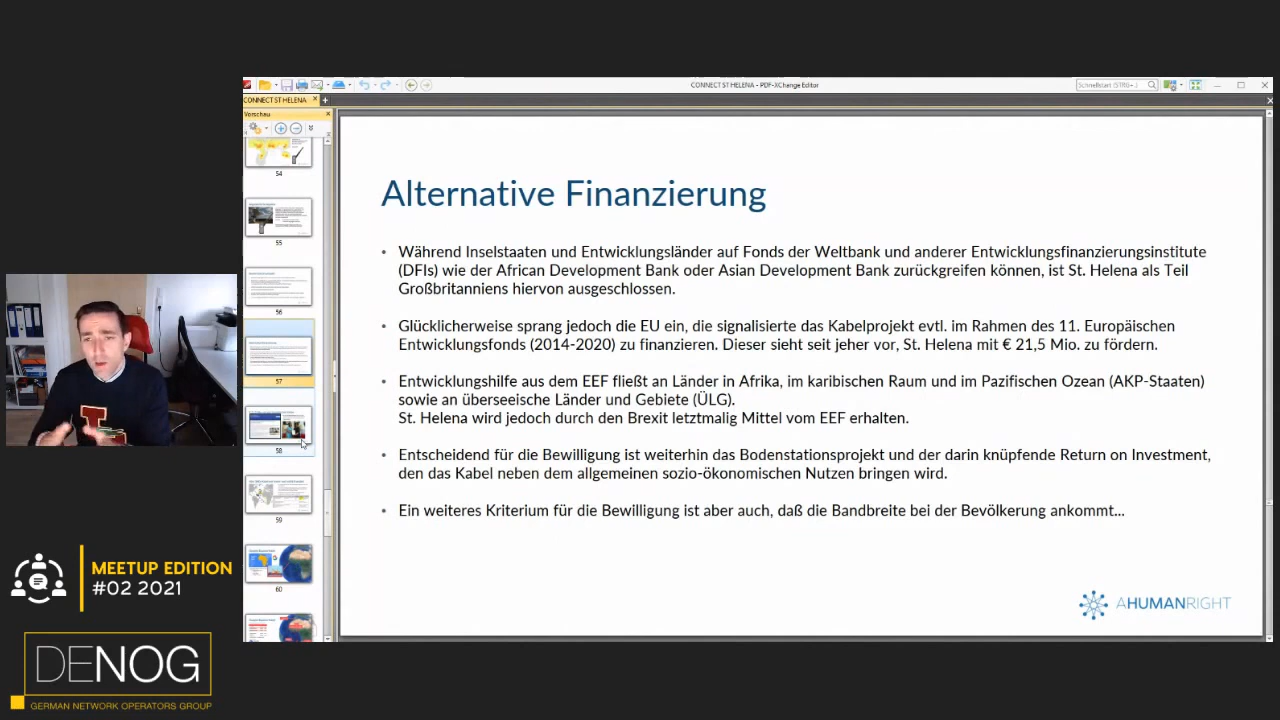 CONNECT ST HELENA - PDF-XChange Editor
Schnellstart (STRG+.)
CONNECT ST HELENA
Vorschau
54
55
56
57
58
59
60
Alternative Finanzierung
• Während Inselstaaten und Entwicklungsländer auf Fonds der Weltbank und anderer Entwicklungsfinanzierungsinstitute
(DFIs) wie der African Development Bank oder Asian Development Bank zurückgreifen können, ist St. Helena als Teil
Großbritanniens hiervon ausgeschlossen.
• Glücklicherweise sprang jedoch die EU ein, die signalisierte das Kabelprojekt evtl. im Rahmen des 11. Europäischen
Entwicklungsfonds (2014-2020) zu finanzieren. Dieser sieht seit jeher vor, St. Helena mit € 21,5 Mio. zu fördern.
• Entwicklungshilfe aus dem EEF fließt an Länder in Afrika, im karibischen Raum und im Pazifischen Ozean (AKP-Staaten)
sowie an überseeische Länder und Gebiete (ÜLG).
St. Helena wird jedoch durch den Brexit letztmalig Mittel vom EEF erhalten.
• Entscheidend für die Bewilligung ist weiterhin das Bodenstationsprojekt und der darin knüpfende Return on Investment,
den das Kabel neben dem allgemeinen sozio-ökonomischen Nutzen bringen wird.
• Ein weiteres Kriterium für die Bewilligung ist aber auch, daß die Bandbreite bei der Bevölkerung ankommt...
AHUMANRIGHT
MEETUP EDITION
#02 2021
DENOG
GERMAN NETWORK OPERATORS GROUP